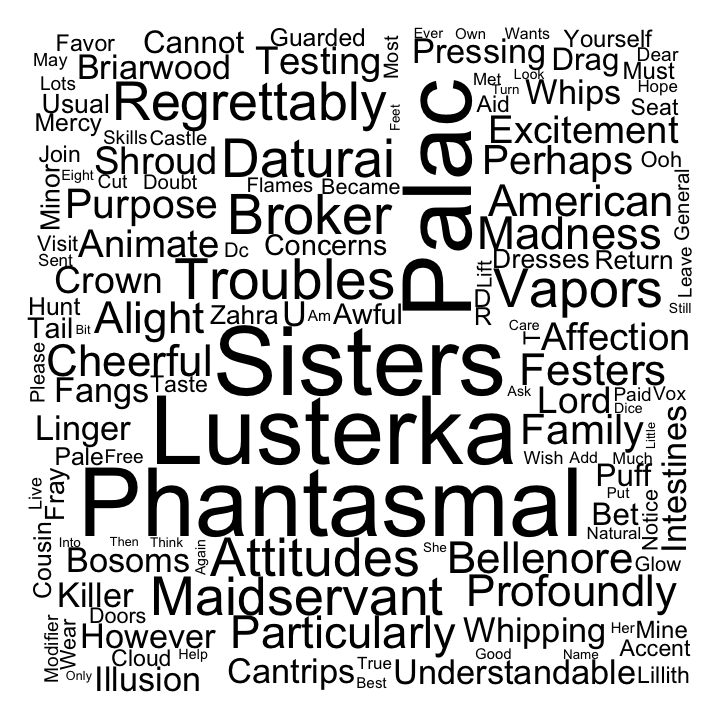 Ever Own Wants
Favor Cannot Guarded Most Pressing Yourself
May Briarwood Testing Drag Dear
Look Must
Lots Met Turn Whips Hope
Usual Regrettably Feet Aid Seat
Mercy Palac Excitement
Skills Castle
Join Shroud Daturai Perhaps Ooh
Eight Cut Doubt Flames Became
Minor Purpose Broker American General
Visit Animate Dc Concerns Madness
Sent Lift Dresses Return Leave
Crown Troubles Vapors
Hunt D Still
Tail Bit Alight Zahra U Am Awful R
Care
Please Cheerful Sisters T Affection
Fangs Taste Festers
Ask Lord Paid Vox
Dice
Linger Lusterka Family Little Intestines
Pale Free Wish Add Much
Live Fray Phantasmal Puff
Put
Bet Notice
Natural
Cousin Into Then Think Again She
Bosoms Attitudes Bellenore Glow
Killer Maidservant Profoundly
Doors
Modifier Wear However Particularly Whipping Her Mine
Accent
Cloud Help Good Name
Only Illusion Cantrips True Understandable Lillith
Best